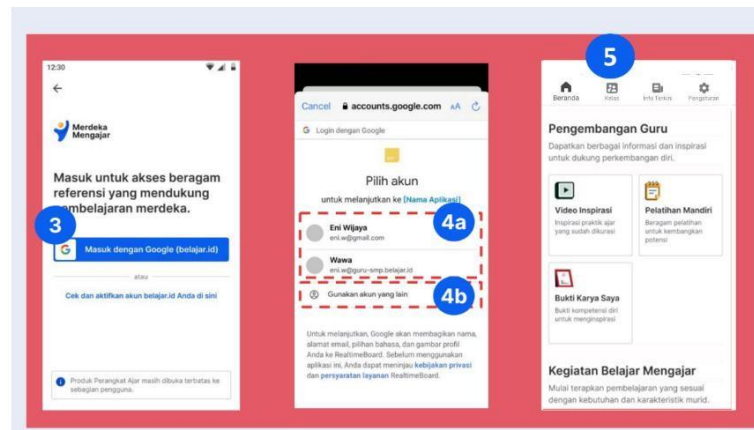 12:30
Merdeka
Mengajar
Masuk untuk akses beragam
referensi yang mendukung
pembelajaran merdeka.
3
G Masuk dengan Google (belajar.id)
atau
Cek dan aktifkan akun belajar.id Anda di sini
Produk Perangkat Ajar masih dibuka terbatas ke
sebagian pengguna.
Cancel accounts.google.com AA
G Login dengan Google
Pilih akun
untuk melanjutkan ke [Nama Aplikasi]
4a
Eni Wijaya
eni.w@gmail.com
Wawa
eni.w@guru-smp.belajar.id
Gunakan akun yang lain
4b
Untuk melanjutkan, Google akan membagikan nama,
alamat email, pilihan bahasa, dan gambar profil
Anda ke RealtimeBoard. Sebelum menggunakan
aplikasi ini, Anda dapat meninjau kebijakan privasi
dan persyaratan layanan RealtimeBoard.
5
Beranda Kelas Info Terkini Pengaturan
Pengembangan Guru
Dapatkan berbagai informasi dan inspirasi
untuk dukung perkembangan diri.
Video Inspirasi
Inspirasi praktik ajar
yang sudah dikurasi
Pelatihan Mandiri
Beragam pelatihan
untuk kembangkan
potensi
Bukti Karya Saya
Bukti kompetensi diri
untuk menginspirasi
Kegiatan Belajar Mengajar
Mulai terapkan pembelajaran yang sesuai
dengan kebutuhan dan karakteristik murid.